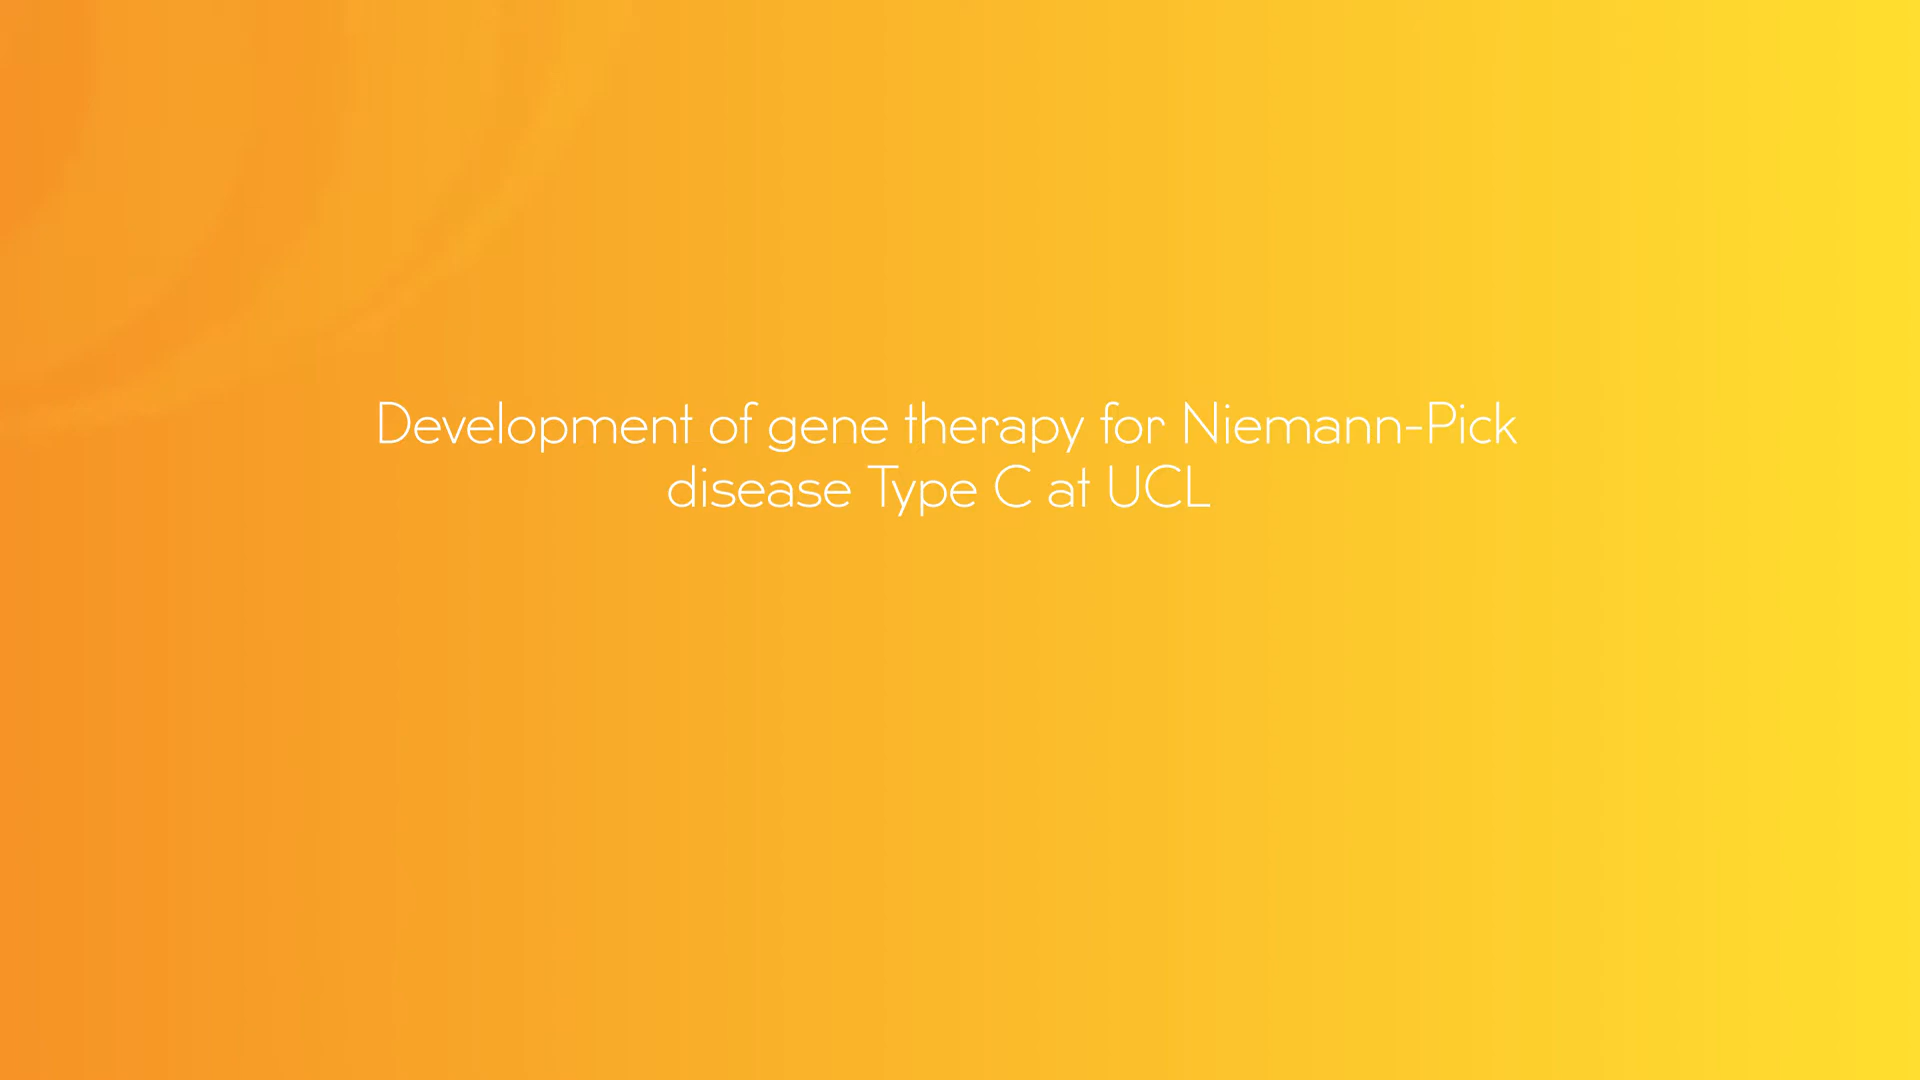 Development of gene therapy for Niemann-Pick
disease Type C at UCL